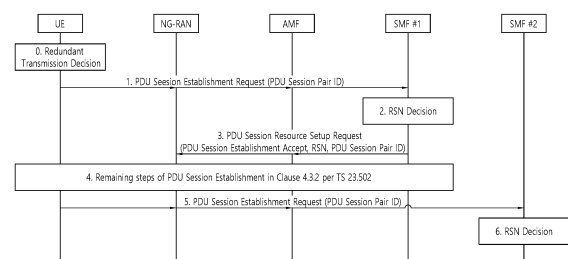 UE
NG-RAN
AMF
SMF #1
SMF #2
0. Redundant
Transmission Decision
1. PDU Seesion Establishment Request (PDU Session Pair ID)
2. RSN Decision
3. PDU Session Resource Setup Request
(PDU Session Establishment Accept, RSN, PDU Session Pair ID)
4. Remaining steps of PDU Session Establishment in Clause 4.3.2 per TS 23.502
5. PDU Session Establishment Request (PDU Session Pair ID)
6. RSN Decision